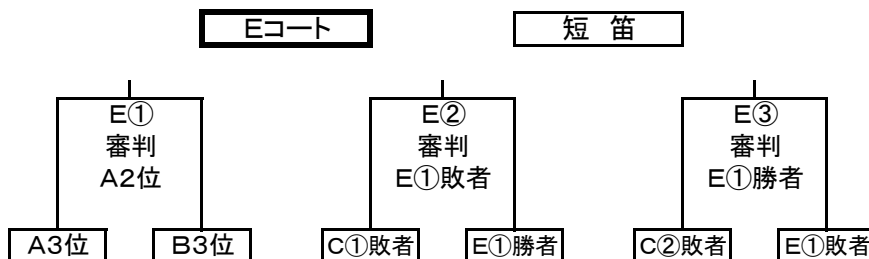 Eコート 短 笛
E① E② E③
審判 審判 審判
A2位 E①敗者 E①勝者
A3位 B3位 C①敗者 E①勝者 C②敗者 E①敗者